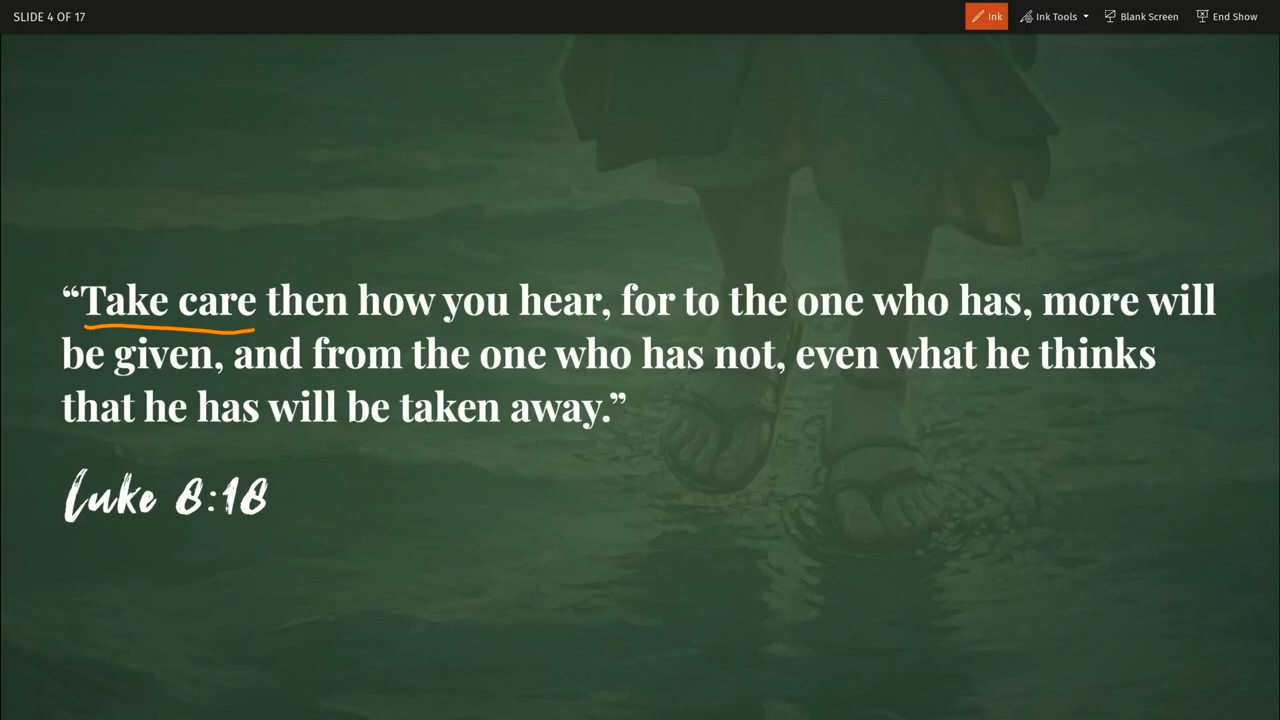 SLIDE 4 OF 17
Ink
Ink Tools
Blank Screen
End Show
“Take care then how you hear, for to the one who has, more will
be given, and from the one who has not, even what he thinks
that he has will be taken away.”
Luke 8:18